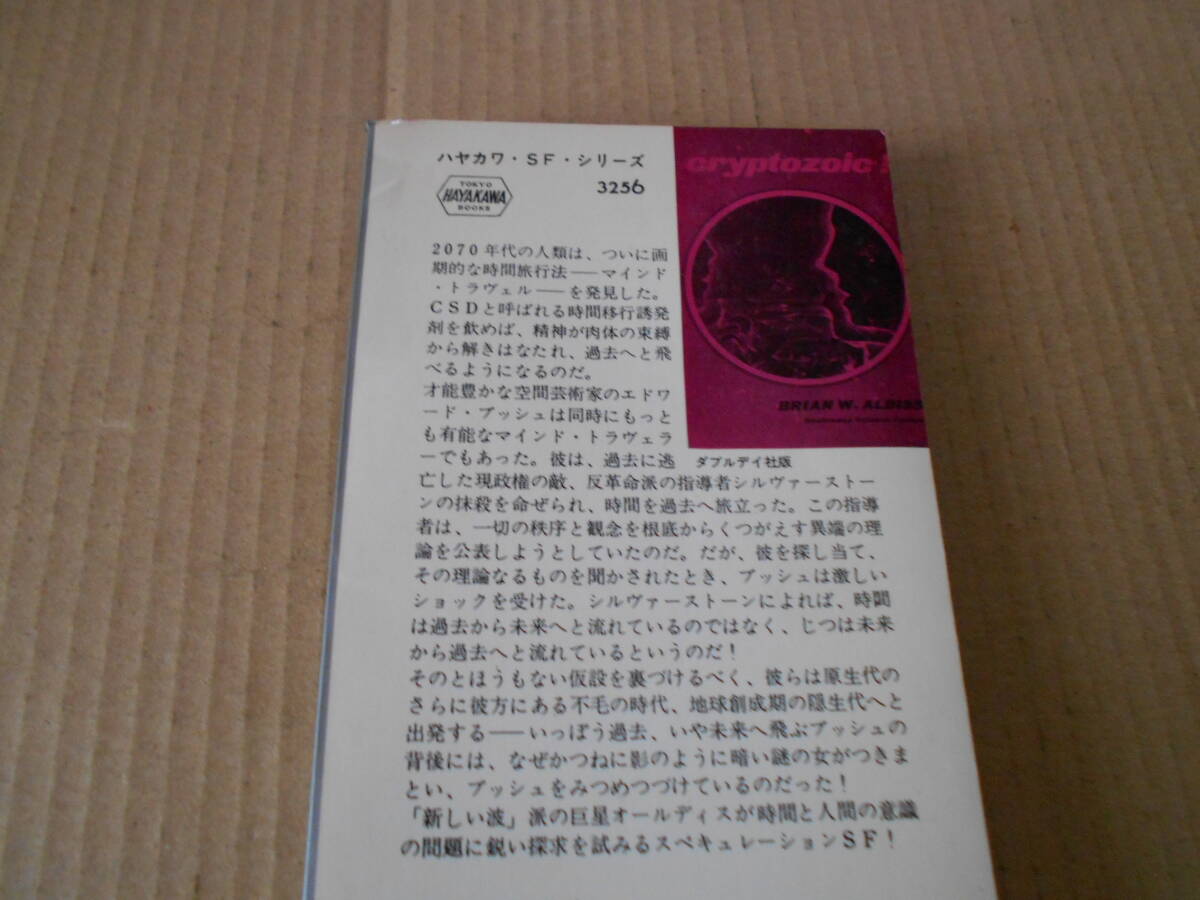 ハヤカワ・SF・シリーズ
TOKYO
HAYAKAWA
BOOKS
3256
cryptozoic!
BRIAN W. ALDISS
ダブルデイ社版
2070年代の人類は、ついに画
期的な時間旅行法──マインド
・トラヴェル──を発見した。
CSDと呼ばれる時間移行誘発
剤を飲めば、精神が肉体の束縛
から解きはなたれ、過去へと飛
べるようになるのだ。
才能豊かな空間芸術家のエドワ
ード・ブッシュは同時にもっと
も有能なマインド・トラヴェラ
ーでもあった。彼は、過去に逃
亡した現政権の敵、反革命派の指導者シルヴァーストー
ンの抹殺を命ぜられ、時間を過去へ旅立った。この指導
者は、一切の秩序と観念を根底からくつがえす異端の理
論を公表しようとしていたのだ。だが、彼を探し当て、
その理論なるものを聞かされたとき、ブッシュは激しい
ショックを受けた。シルヴァーストーンによれば、時間
は過去から未来へと流れているのではなく、じつは未来
から過去へと流れているというのだ！
そのとほうもない仮設を裏づけるべく、彼らは原生代の
さらに彼方にある不毛の時代、地球創成期の隠生代へと
出発する──いっぽう過去、いや未来へ飛ぶブッシュの
背後には、なぜかつねに影のように暗い謎の女がつきま
とい、ブッシュをみつめつづけているのだった！
「新しい波」派の巨星オールディスが時間と人間の意識
の問題に鋭い探求を試みるスペキュレーションSF！